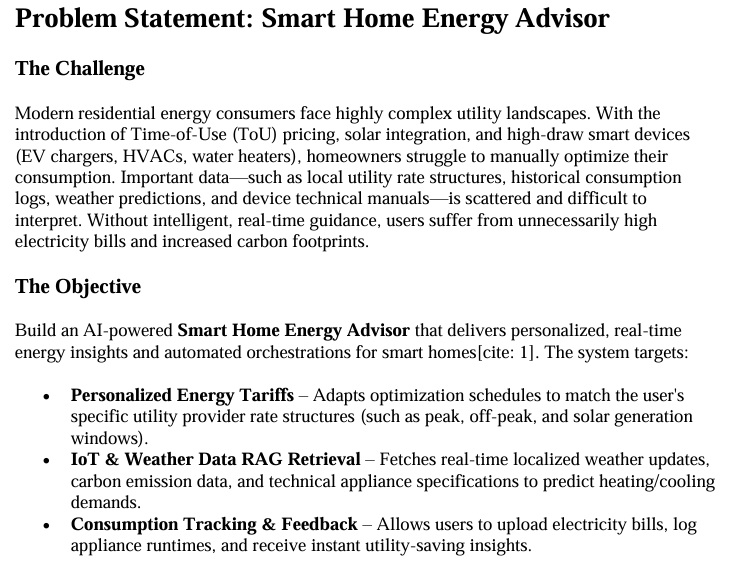 Problem Statement: Smart Home Energy Advisor
The Challenge
Modern residential energy consumers face highly complex utility landscapes. With the
introduction of Time-of-Use (ToU) pricing, solar integration, and high-draw smart devices
(EV chargers, HVACs, water heaters), homeowners struggle to manually optimize their
consumption. Important data—such as local utility rate structures, historical consumption
logs, weather predictions, and device technical manuals—is scattered and difficult to
interpret. Without intelligent, real-time guidance, users suffer from unnecessarily high
electricity bills and increased carbon footprints.
The Objective
Build an AI-powered Smart Home Energy Advisor that delivers personalized, real-time
energy insights and automated orchestrations for smart homes[cite: 1]. The system targets:
• Personalized Energy Tariffs – Adapts optimization schedules to match the user's
specific utility provider rate structures (such as peak, off-peak, and solar generation
windows).
• IoT & Weather Data RAG Retrieval – Fetches real-time localized weather updates,
carbon emission data, and technical appliance specifications to predict heating/cooling
demands.
• Consumption Tracking & Feedback – Allows users to upload electricity bills, log
appliance runtimes, and receive instant utility-saving insights.